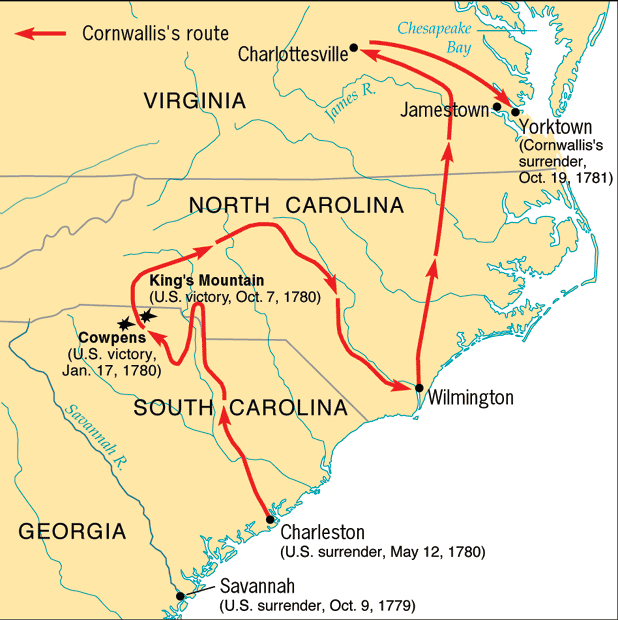 Cornwallis's route
Chesapeake
Bay
Charlottesville
VIRGINIA
James R.
Jamestown
Yorktown
(Cornwallis's
surrender,
Oct. 19, 1781)
NORTH CAROLINA
King's Mountain
(U.S. victory, Oct. 7, 1780)
Cowpens
(U.S. victory,
Jan. 17, 1780)
Wilmington
SOUTH CAROLINA
Savannah R.
GEORGIA
Charleston
(U.S. surrender, May 12, 1780)
Savannah
(U.S. surrender, Oct. 9, 1779)